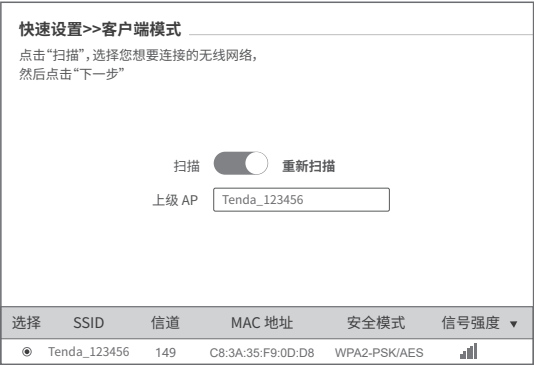 快速设置>>客户端模式
点击“扫描”，选择您想要连接的无线网络，
然后点击“下一步”
扫描 重新扫描
上级 AP Tenda_123456
选择 SSID 信道 MAC 地址 安全模式 信号强度 ▼
Tenda_123456 149 C8:3A:35:F9:0D:D8 WPA2-PSK/AES